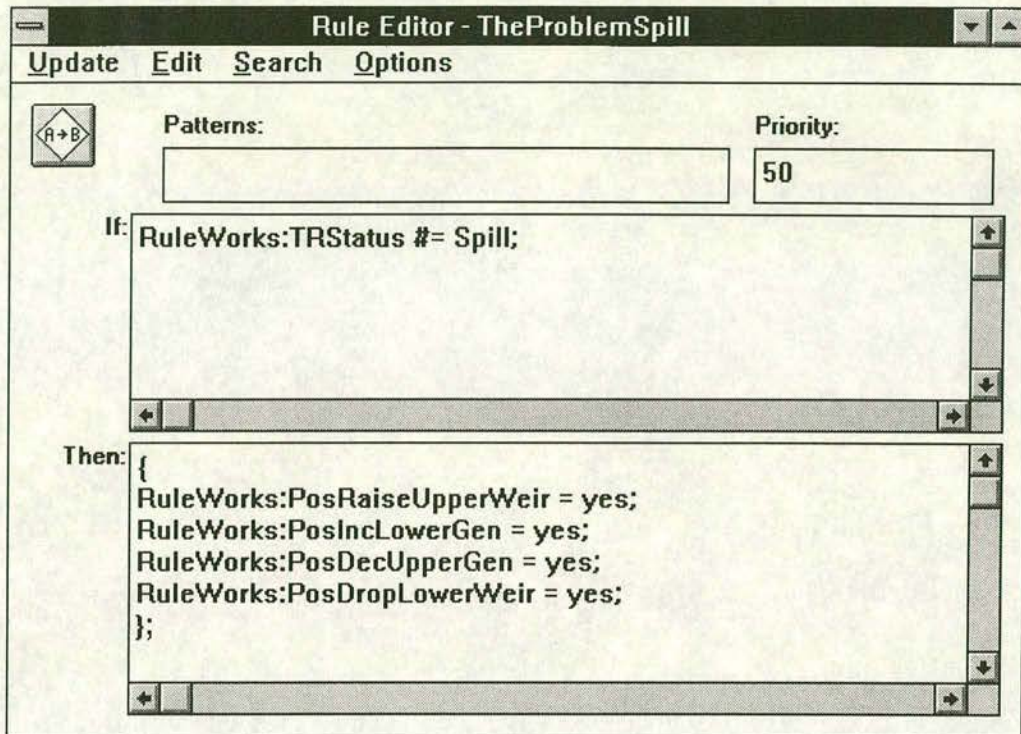 Rule Editor - TheProblemSpill
Update Edit Search Options
A→B
Patterns:
Priority:
50
If:
RuleWorks:TRStatus #= Spill;
Then:
{
RuleWorks:PosRaiseUpperWeir = yes;
RuleWorks:PosIncLowerGen = yes;
RuleWorks:PosDecUpperGen = yes;
RuleWorks:PosDropLowerWeir = yes;
};